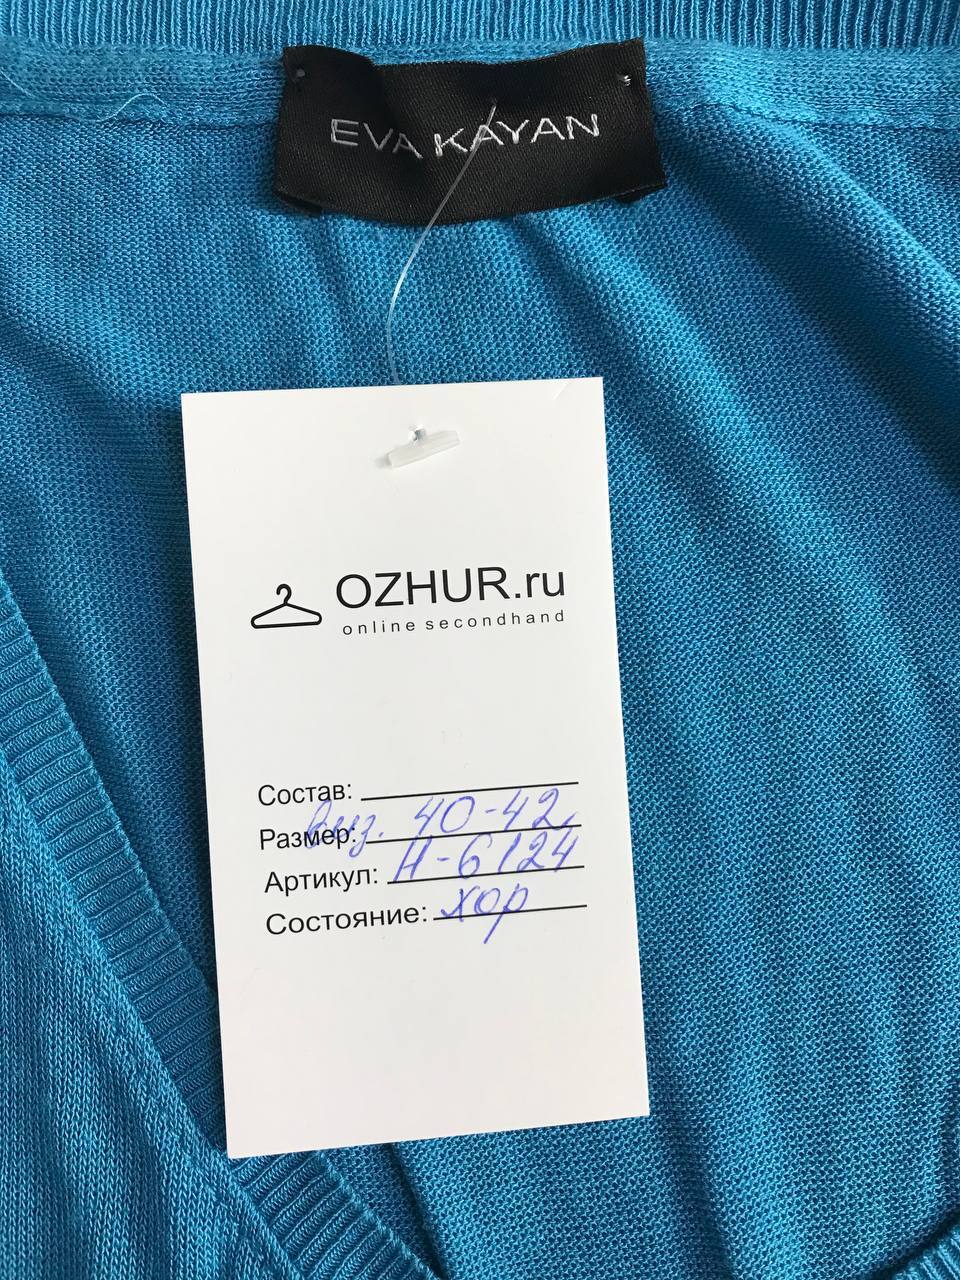 EVA KAYAN
OZHUR.ru
online secondhand
Состав:
Размер: виз. 40-42
Артикул: Н-6124
Состояние: хор